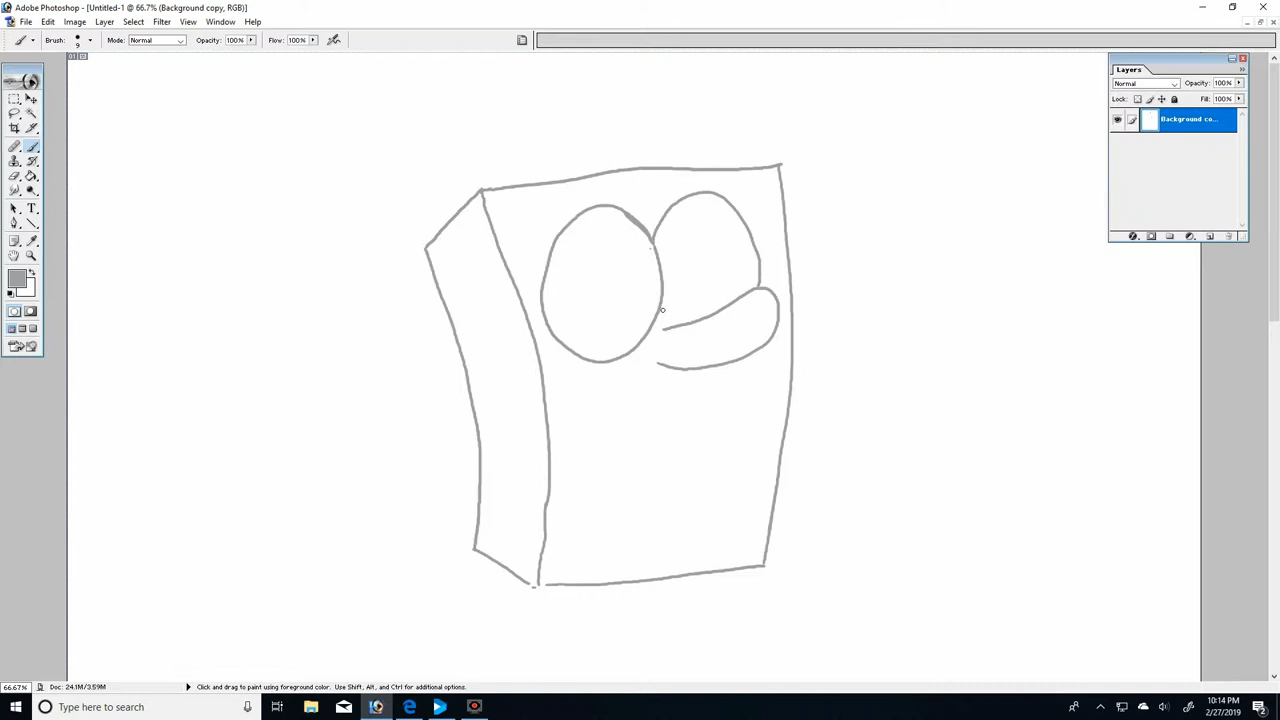 Adobe Photoshop - [Untitled-1 @ 66.7% (Background copy, RGB)]
File Edit Image Layer Select Filter View Window Help
Brush: 9 Mode: Normal Opacity: 100% Flow: 100%
01
Layers
Normal Opacity: 100%
Lock: Fill: 100%
Background co...
66.67% Doc: 24.1M/3.59M Click and drag to paint using foreground color. Use Shift, Alt, and Ctrl for additional options.
Type here to search
10:14 PM
2/27/2019
2